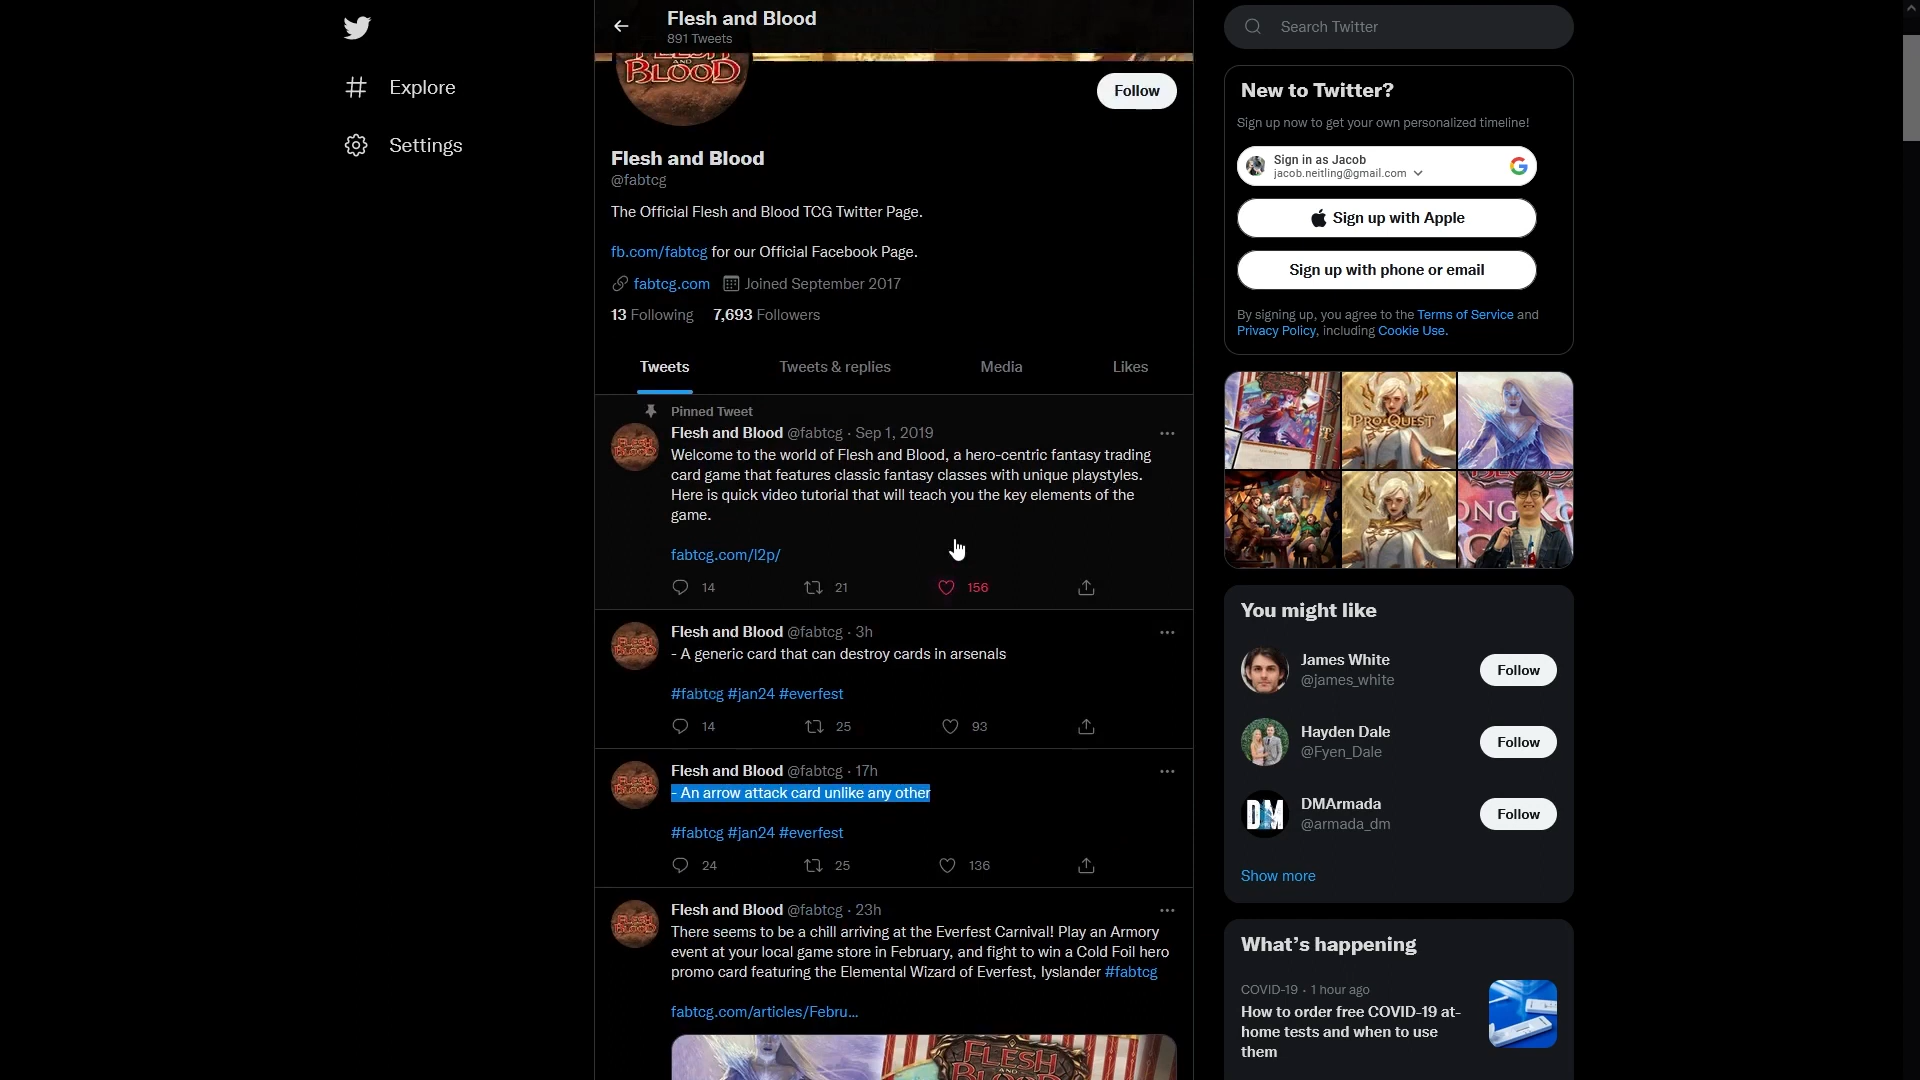 Flesh and Blood
891 Tweets
FLESH
AND
BLOOD
Follow
Explore
Settings
Flesh and Blood
@fabtcg
The Official Flesh and Blood TCG Twitter Page.
fb.com/fabtcg for our Official Facebook Page.
fabtcg.com Joined September 2017
13 Following 7,693 Followers
Tweets Tweets & replies Media Likes
Pinned Tweet
Flesh and Blood @fabtcg · Sep 1, 2019
Welcome to the world of Flesh and Blood, a hero-centric fantasy trading
card game that features classic fantasy classes with unique playstyles.
Here is quick video tutorial that will teach you the key elements of the
game.
fabtcg.com/l2p/
14 21 156
Flesh and Blood @fabtcg · 3h
- A generic card that can destroy cards in arsenals
#fabtcg #jan24 #everfest
14 25 93
Flesh and Blood @fabtcg · 17h
- An arrow attack card unlike any other
#fabtcg #jan24 #everfest
24 25 136
Flesh and Blood @fabtcg · 23h
There seems to be a chill arriving at the Everfest Carnival! Play an Armory
event at your local game store in February, and fight to win a Cold Foil hero
promo card featuring the Elemental Wizard of Everfest, Iyslander #fabtcg
fabtcg.com/articles/Febru...
FLESH
AND
BLOOD
Search Twitter
New to Twitter?
Sign up now to get your own personalized timeline!
Sign in as Jacob
jacob.neitling@gmail.com
Sign up with Apple
Sign up with phone or email
By signing up, you agree to the Terms of Service and
Privacy Policy, including Cookie Use.
PRO QUEST
You might like
James White
@james_white
Follow
Hayden Dale
@Fyen_Dale
Follow
DM
DMArmada
@armada_dm
Follow
Show more
What's happening
COVID-19 · 1 hour ago
How to order free COVID-19 at-
home tests and when to use
them